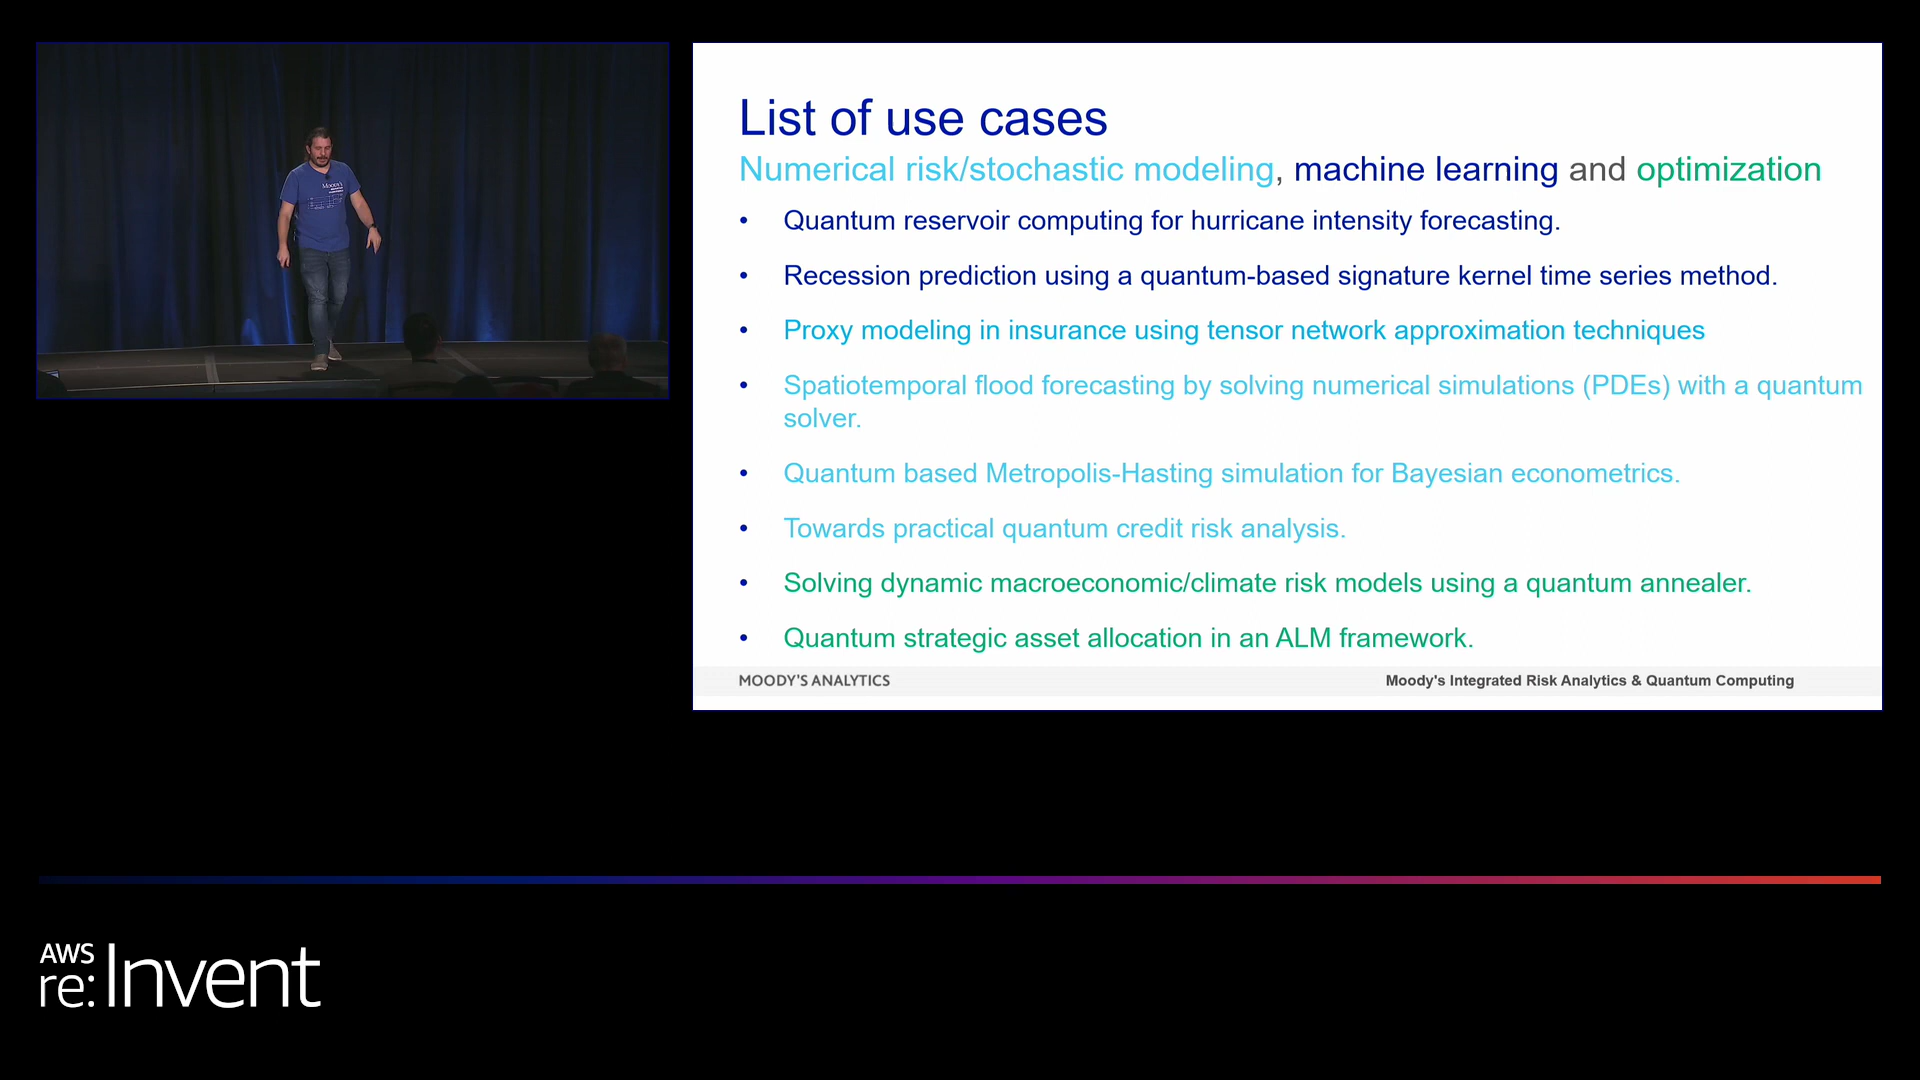 Moody's
List of use cases
Numerical risk/stochastic modeling, machine learning and optimization
• Quantum reservoir computing for hurricane intensity forecasting.
• Recession prediction using a quantum-based signature kernel time series method.
• Proxy modeling in insurance using tensor network approximation techniques
• Spatiotemporal flood forecasting by solving numerical simulations (PDEs) with a quantum
solver.
• Quantum based Metropolis-Hasting simulation for Bayesian econometrics.
• Towards practical quantum credit risk analysis.
• Solving dynamic macroeconomic/climate risk models using a quantum annealer.
• Quantum strategic asset allocation in an ALM framework.
MOODY'S ANALYTICS
Moody's Integrated Risk Analytics & Quantum Computing
AWS
re:Invent